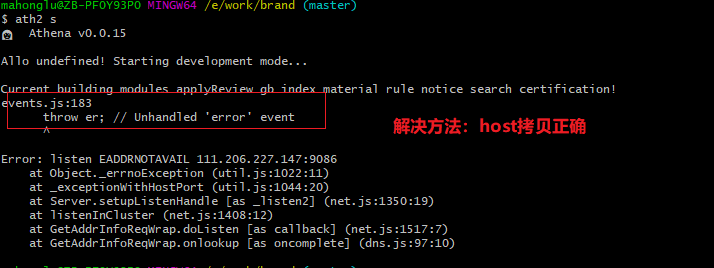 mahonglu@ZB-PF0Y93P0 MINGW64 /e/work/brand (master)
$ ath2 s
Athena v0.0.15
Allo undefined! Starting development mode...
Current building modules applyReview gb index material rule notice search certification!
events.js:183
throw er; // Unhandled 'error' event
^
解决方法：host拷贝正确
Error: listen EADDRNOTAVAIL 111.206.227.147:9086
at Object._errnoException (util.js:1022:11)
at _exceptionWithHostPort (util.js:1044:20)
at Server.setupListenHandle [as _listen2] (net.js:1350:19)
at listenInCluster (net.js:1408:12)
at GetAddrInfoReqWrap.doListen [as callback] (net.js:1517:7)
at GetAddrInfoReqWrap.onlookup [as oncomplete] (dns.js:97:10)